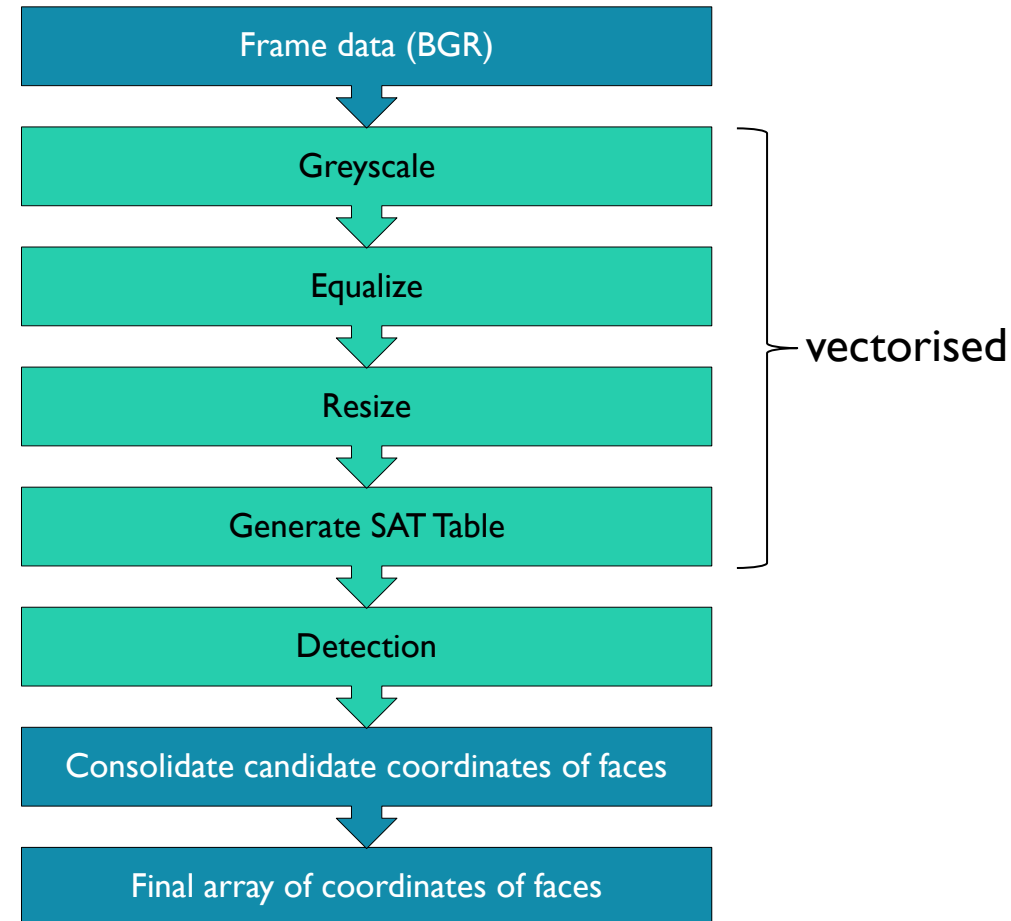 Frame data (BGR)
Greyscale
Equalize
Resize
Generate SAT Table
vectorised
Detection
Consolidate candidate coordinates of faces
Final array of coordinates of faces